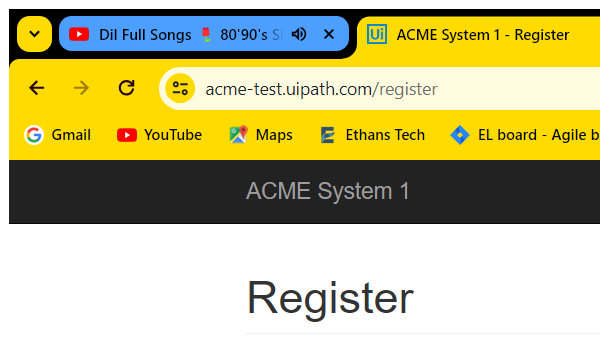 Dil Full Songs 🌹 80'90's
Ui ACME System 1 - Register
acme-test.uipath.com/register
G Gmail YouTube Maps Ethans Tech EL board - Agile b
ACME System 1
Register